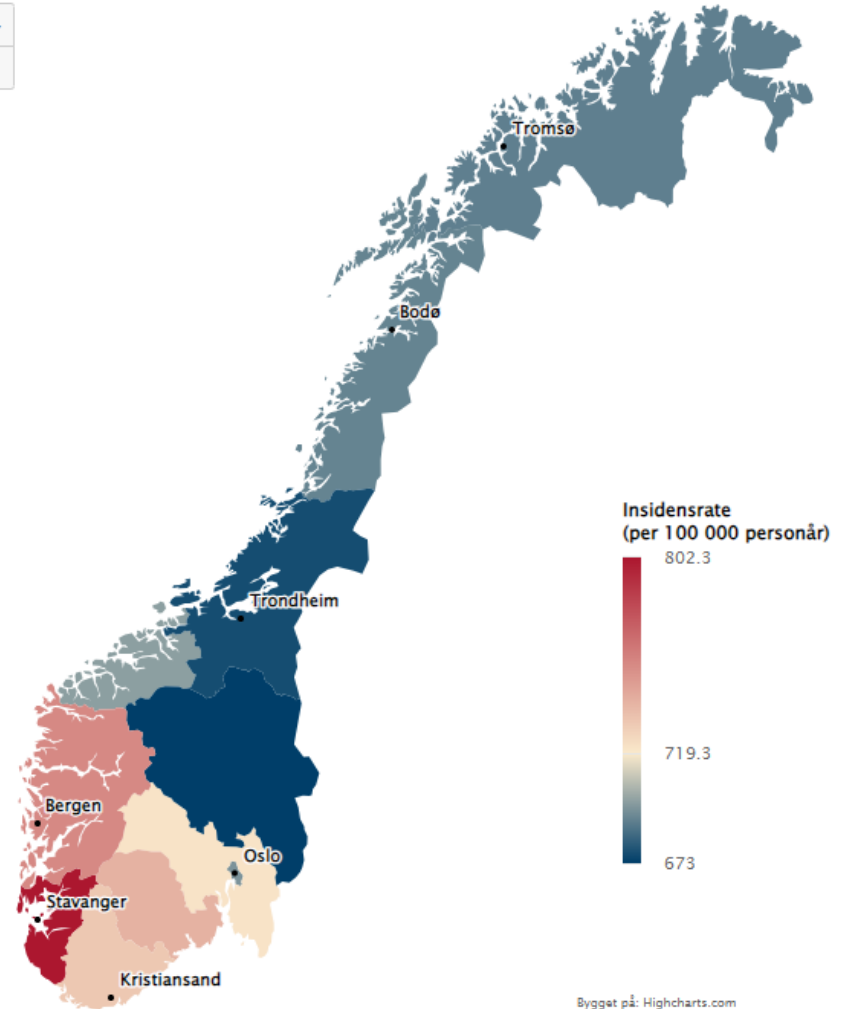 Tromsø
Bodø
Insidensrate
(per 100 000 personår)
802.3
Trondheim
719.3
Bergen
Oslo
673
Stavanger
Kristiansand
Bygget på: Highcharts.com